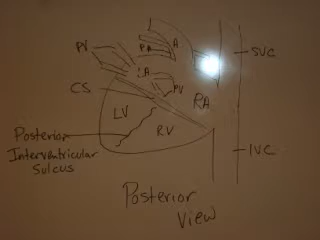 PV
PA
A
SVC
LA
CS
PV
RA
LV
RV
Posterior
Interventricular
Sulcus
IVC
Posterior
View